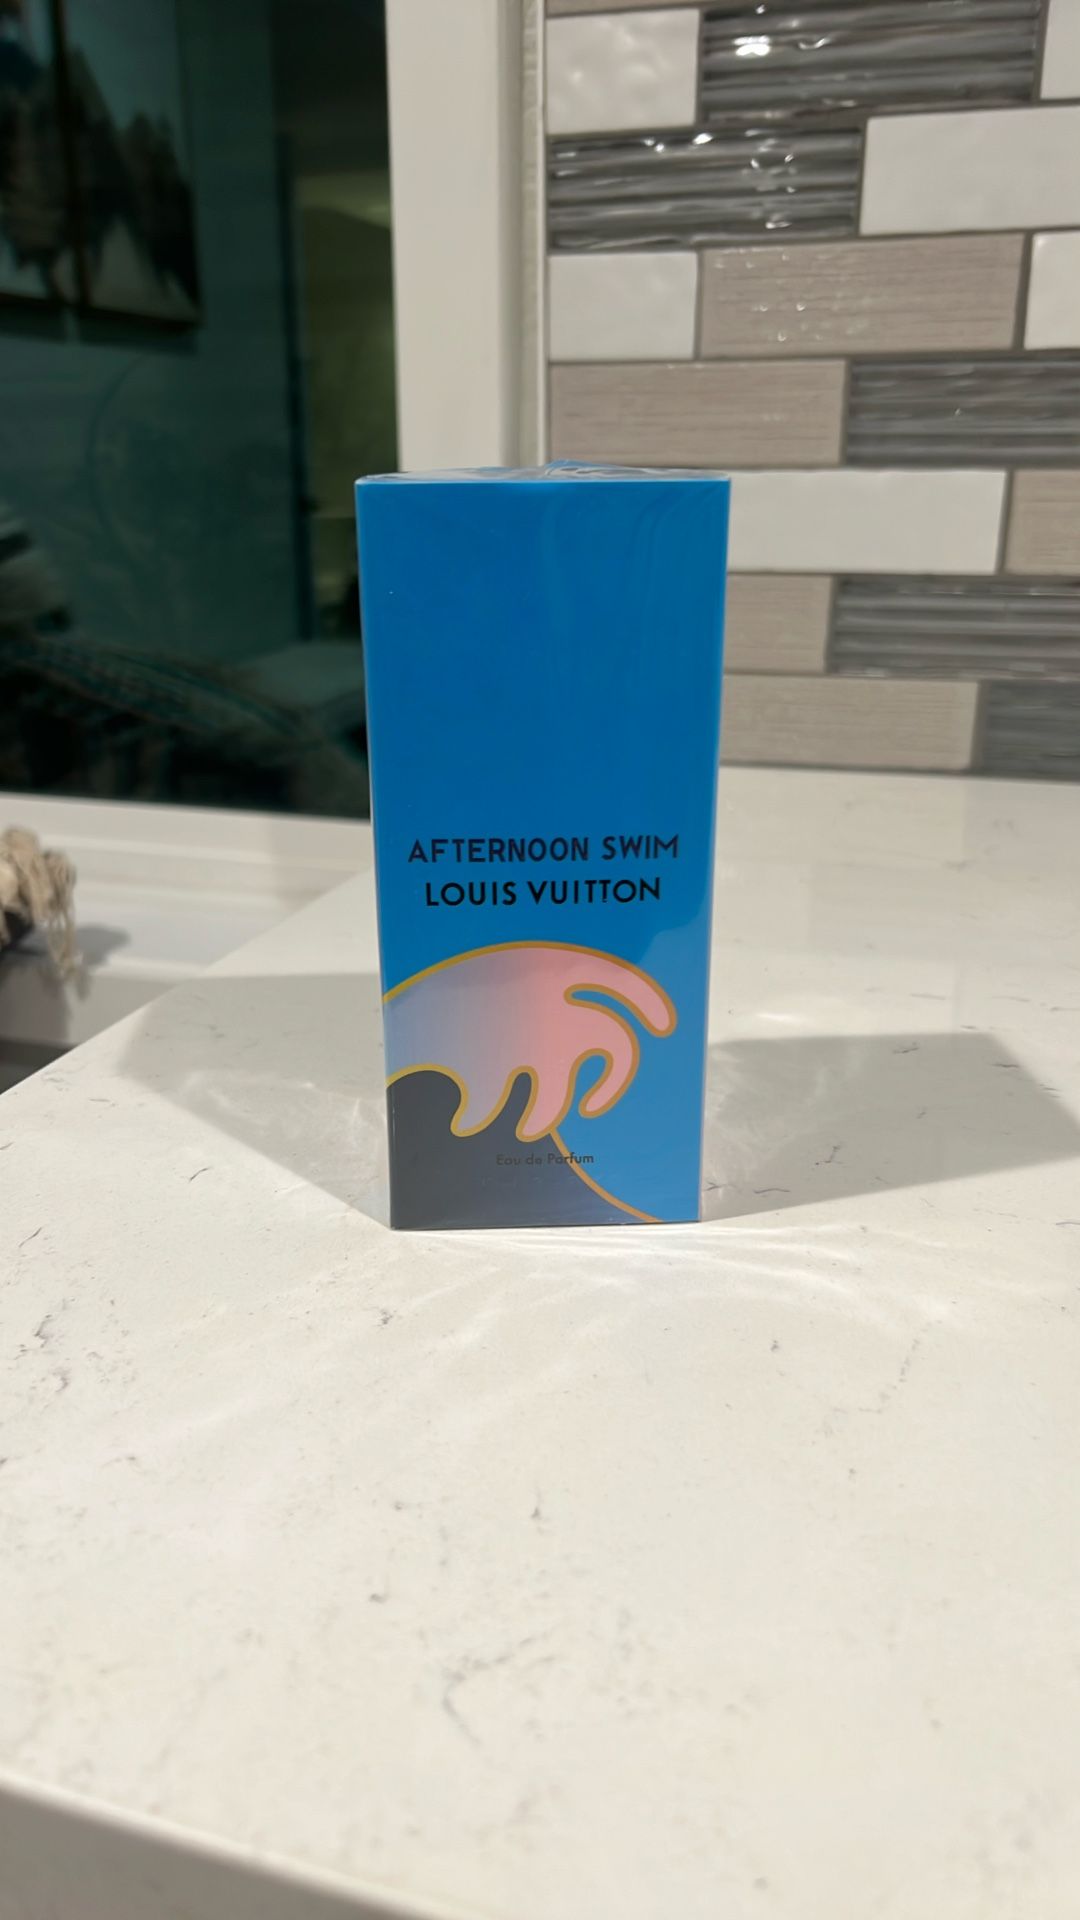 AFTERNOON SWIM
LOUIS VUITTON
Eau de Parfum